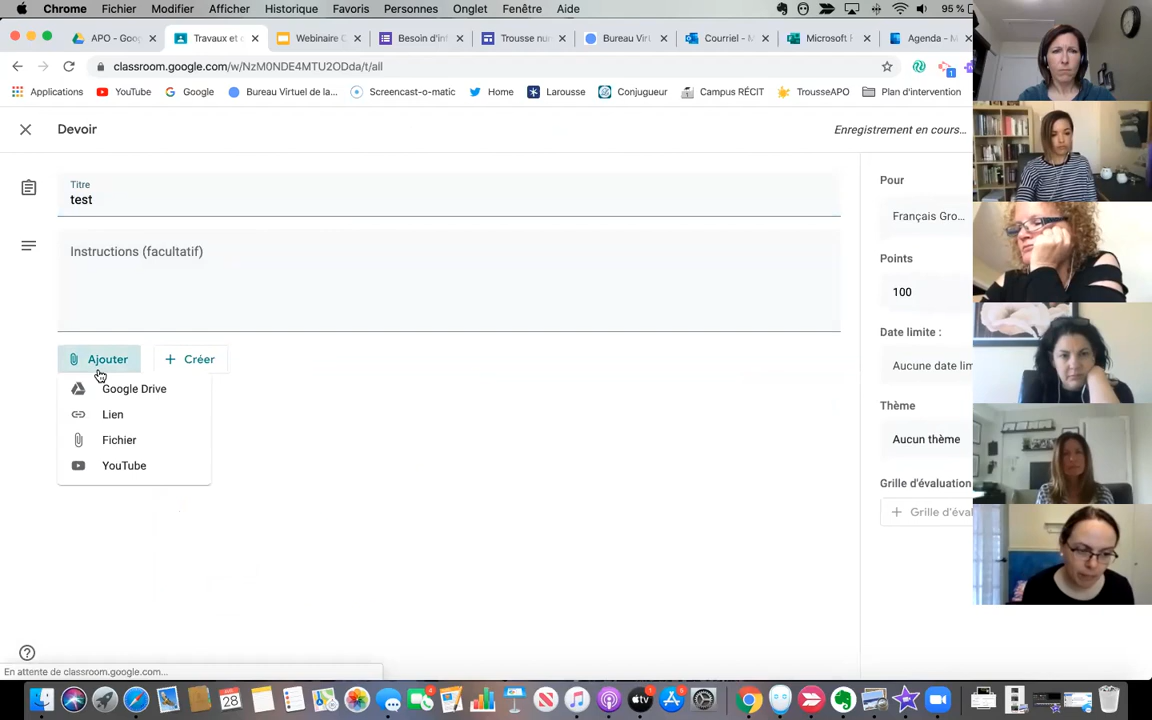 Chrome Fichier Modifier Afficher Historique Favoris Personnes Onglet Fenêtre Aide 95 %
APO - Goog Travaux et c Webinaire C Besoin d'inf Trousse nur Bureau Virt Courriel - M Microsoft F Agenda - M
classroom.google.com/w/NzM0NDE4MTU2ODda/t/all
Applications YouTube Google Bureau Virtuel de la... Screencast-o-matic Home Larousse Conjugueur Campus RÉCIT TrousseAPO Plan d'intervention
Devoir Enregistrement en cours...
Titre
test
Instructions (facultatif)
Ajouter Créer
Google Drive
Lien
Fichier
YouTube
Pour
Français Gro...
Points
100
Date limite :
Aucune date lim
Thème
Aucun thème
Grille d'évaluation
Grille d'éval
En attente de classroom.google.com...
28